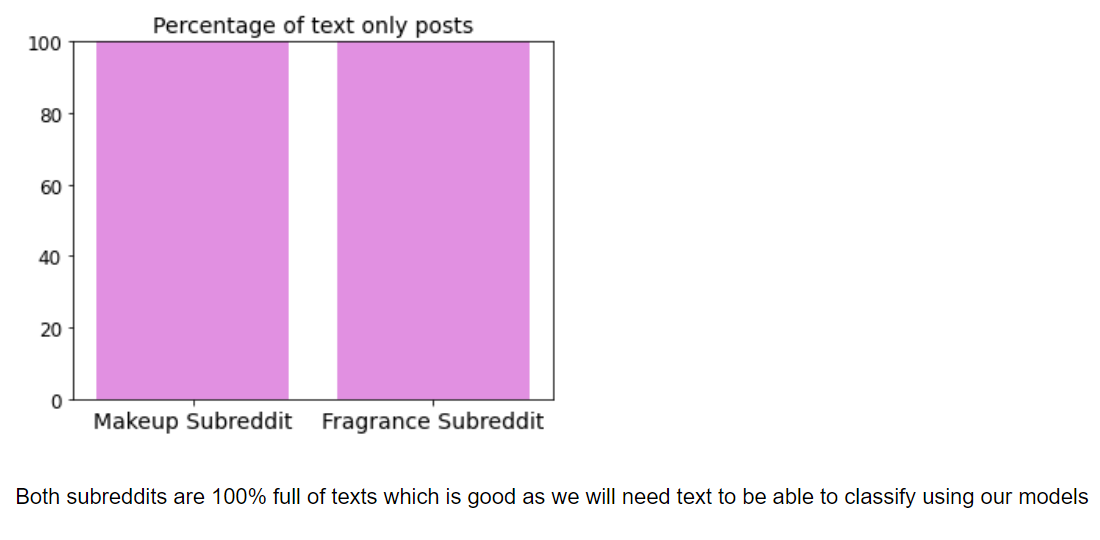 Percentage of text only posts
100
80
60
40
20
0
Makeup Subreddit Fragrance Subreddit
Both subreddits are 100% full of texts which is good as we will need text to be able to classify using our models